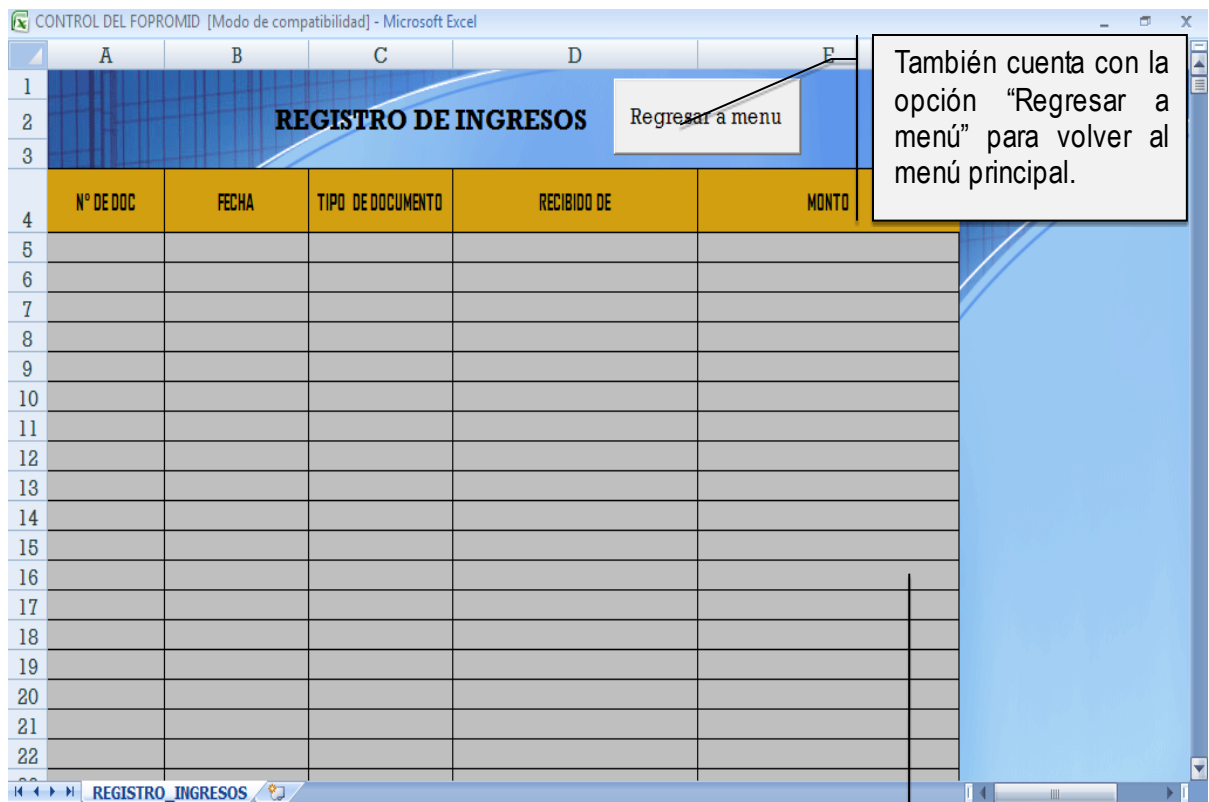 CONTROL DEL FOPROMID [Modo de compatibilidad] - Microsoft Excel
A B C D E
1
2 REGISTRO DE INGRESOS Regresar a menu
3
También cuenta con la
opción “Regresar a
menú” para volver al
menú principal.
4 Nº DE DOC FECHA TIPO DE DOCUMENTO RECIBIDO DE MONTO
5
6
7
8
9
10
11
12
13
14
15
16
17
18
19
20
21
22
REGISTRO_INGRESOS